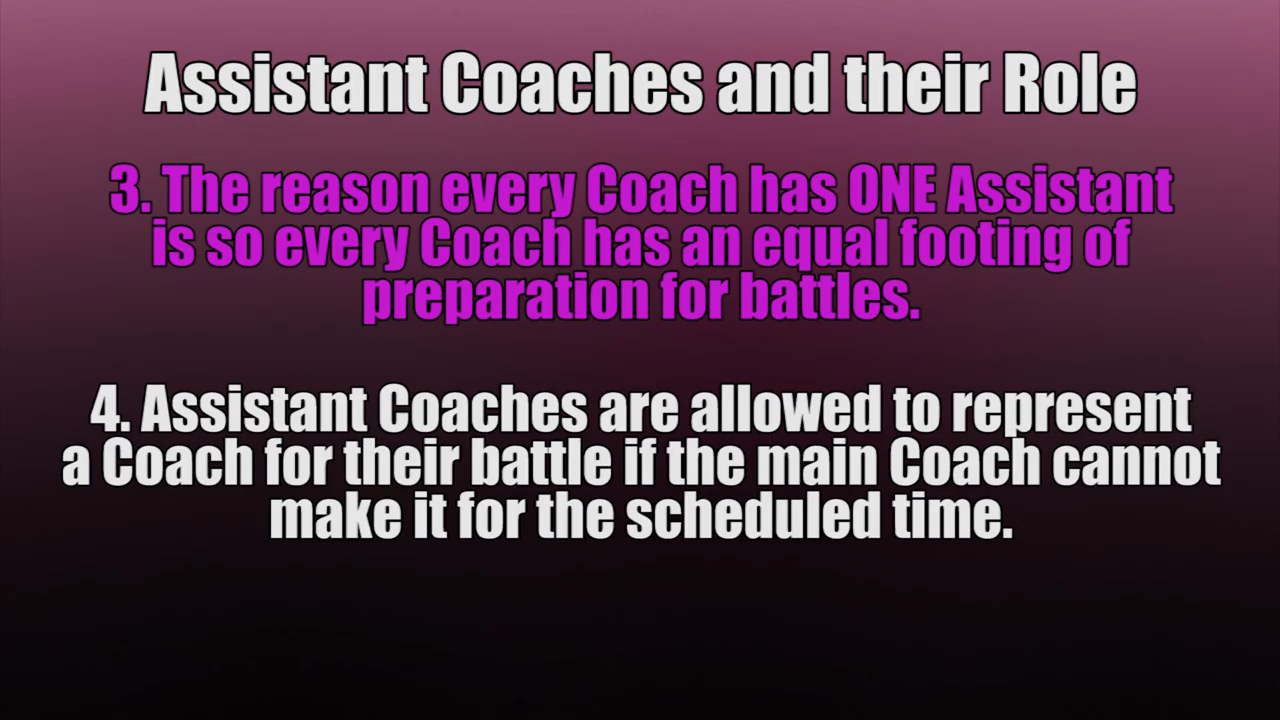 Assistant Coaches and their Role
3. The reason every Coach has ONE Assistant
is so every Coach has an equal footing of
preparation for battles.
4. Assistant Coaches are allowed to represent
a Coach for their battle if the main Coach cannot
make it for the scheduled time.